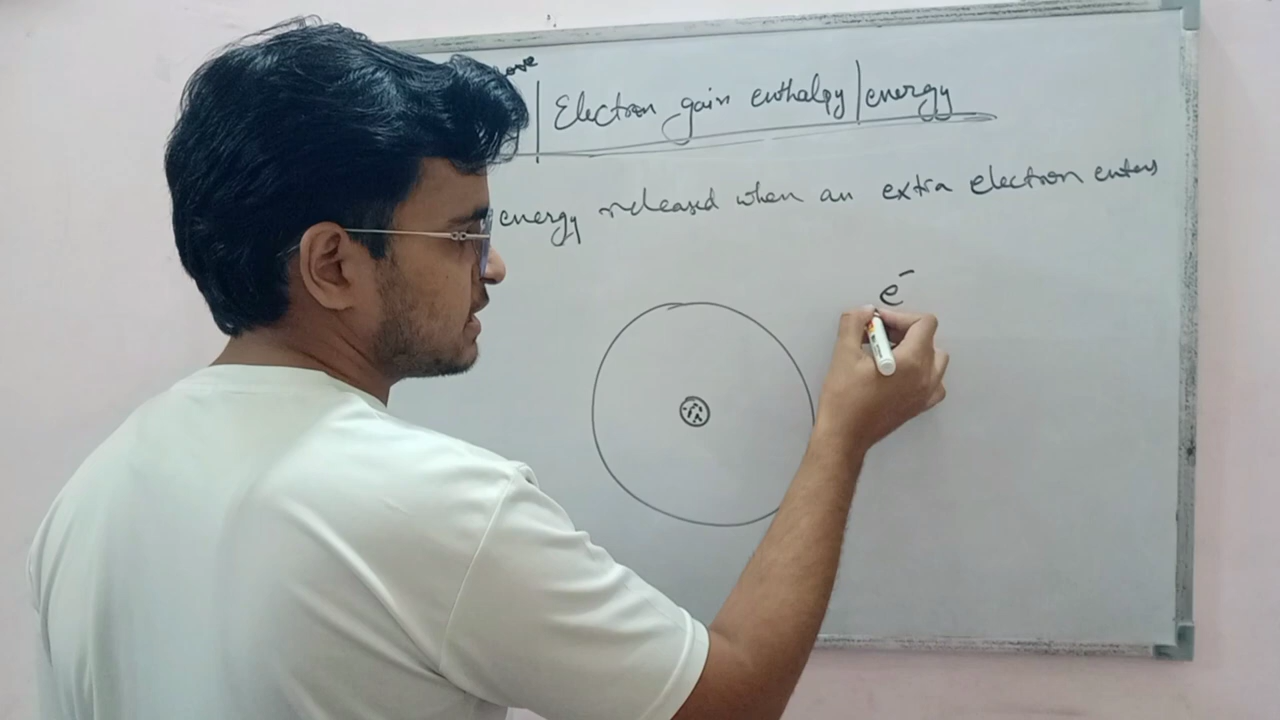 | Electron gain enthalpy | energy
energy released when an extra electron enters
e⁻